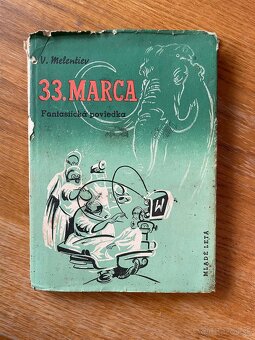 V. Melentiev
33. MARCA
Fantastická poviedka
MLADÉ LETÁ